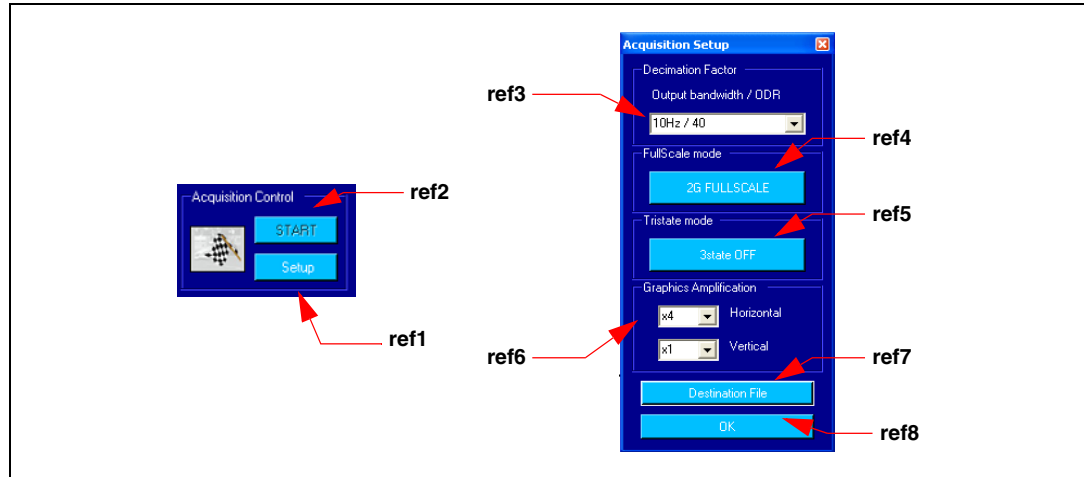 Acquisition Control
START
Setup
ref2
ref1
Acquisition Setup
Decimation Factor
Output bandwidth / ODR
10Hz / 40
ref3
FullScale mode
2G FULLSCALE
ref4
Tristate mode
3state OFF
ref5
Graphics Amplification
x4 Horizontal
x1 Vertical
ref6
Destination File
ref7
OK
ref8